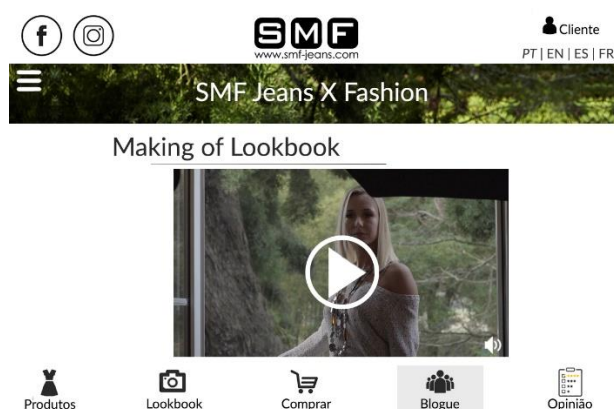 SMF
www.smf-jeans.com
Cliente
PT | EN | ES | FR
SMF Jeans X Fashion
Making of Lookbook
Produtos
Lookbook
Comprar
Blogue
Opinião